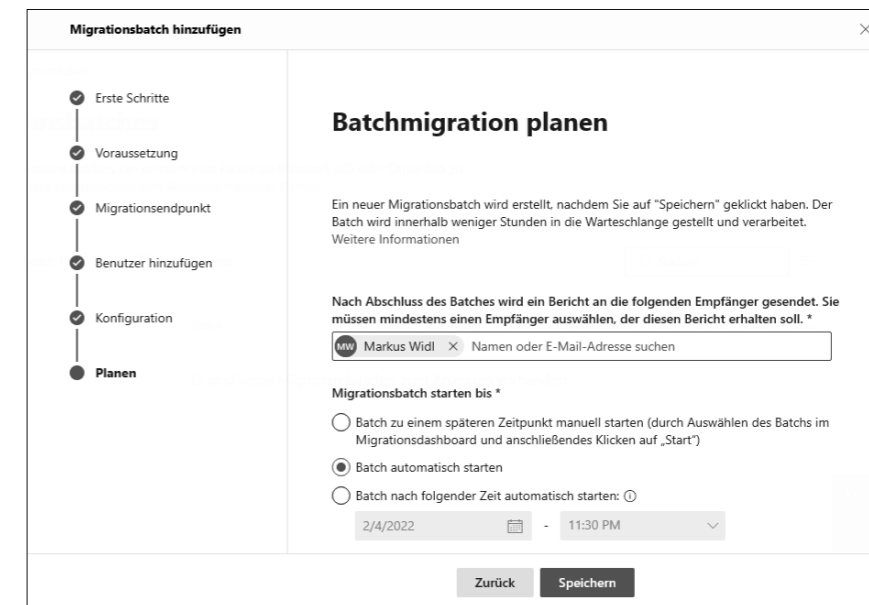 Migrationsbatch hinzufügen
Erste Schritte
Voraussetzung
Migrationsendpunkt
Benutzer hinzufügen
Konfiguration
Planen
Batchmigration planen
Ein neuer Migrationsbatch wird erstellt, nachdem Sie auf "Speichern" geklickt haben. Der
Batch wird innerhalb weniger Stunden in die Warteschlange gestellt und verarbeitet.
Weitere Informationen
Nach Abschluss des Batches wird ein Bericht an die folgenden Empfänger gesendet. Sie
müssen mindestens einen Empfänger auswählen, der diesen Bericht erhalten soll. *
MW Markus Widl Namen oder E-Mail-Adresse suchen
Migrationsbatch starten bis *
Batch zu einem späteren Zeitpunkt manuell starten (durch Auswählen des Batchs im
Migrationsdashboard und anschließendes Klicken auf „Start“)
Batch automatisch starten
Batch nach folgender Zeit automatisch starten:
2/4/2022 - 11:30 PM
Zurück Speichern